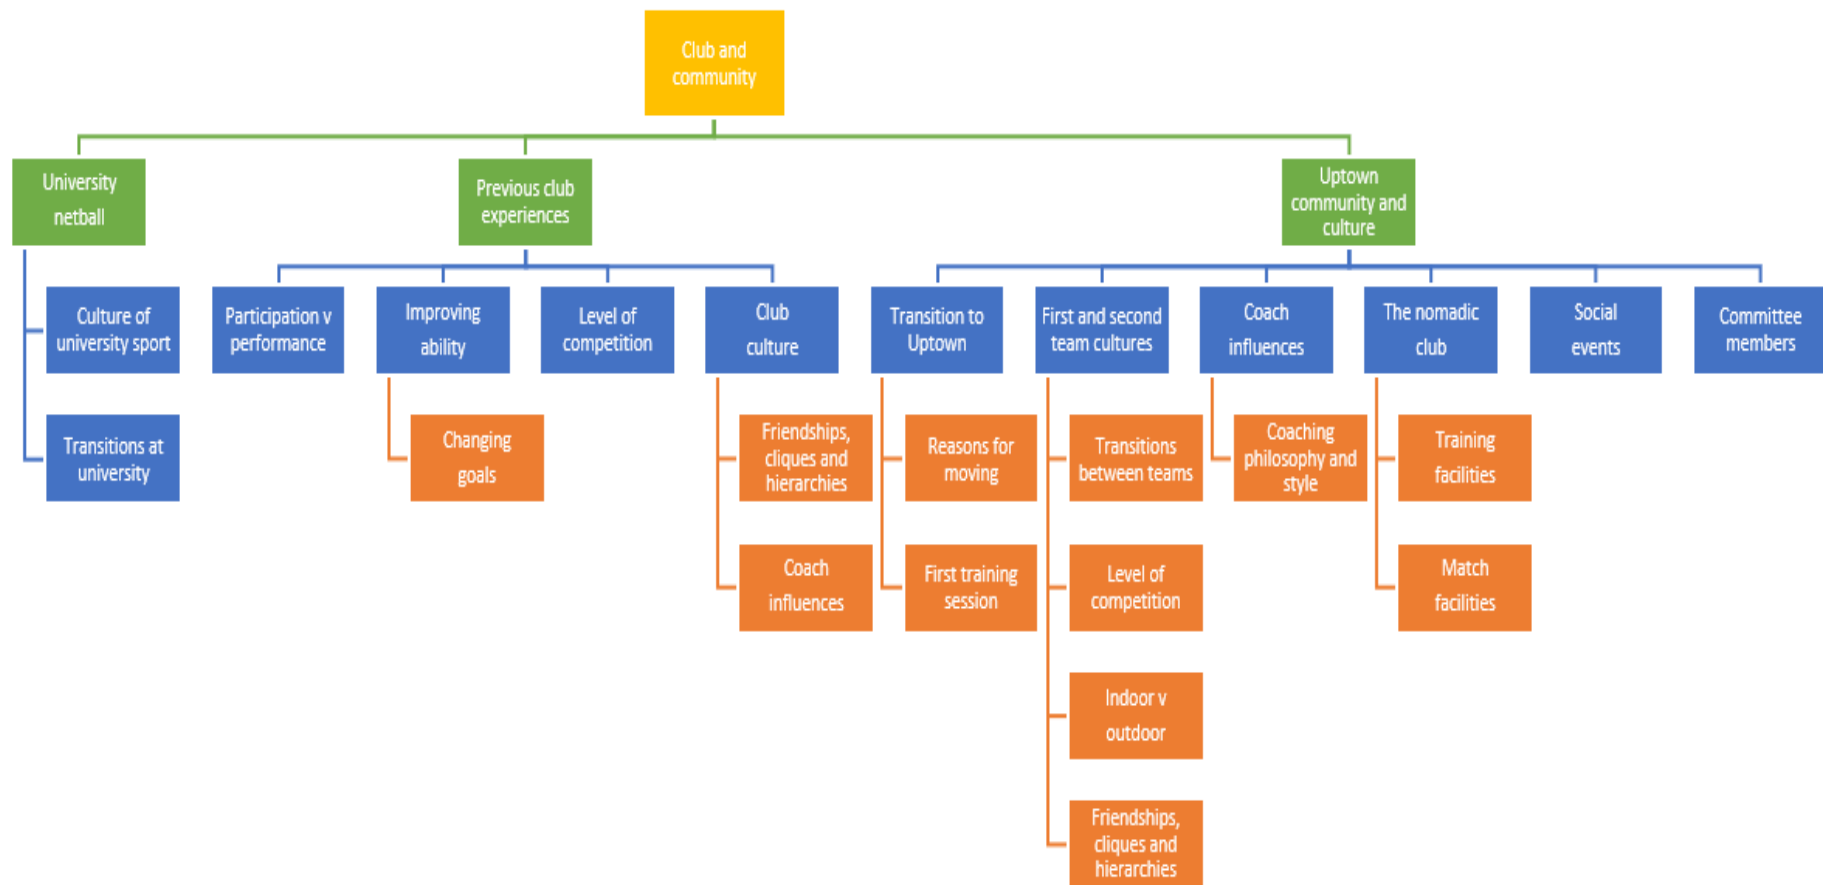 Club and
community
University
netball
Previous club
experiences
Uptown
community and
culture
Culture of
university sport
Participation v
performance
Improving
ability
Level of
competition
Club
culture
Transition to
Uptown
First and second
team cultures
Coach
influences
The nomadic
club
Social
events
Committee
members
Transitions at
university
Changing
goals
Friendships,
cliques and
hierarchies
Reasons for
moving
Transitions
between teams
Coaching
philosophy and
style
Training
facilities
Coach
influences
First training
session
Level of
competition
Match
facilities
Indoor v
outdoor
Friendships,
cliques and
hierarchies